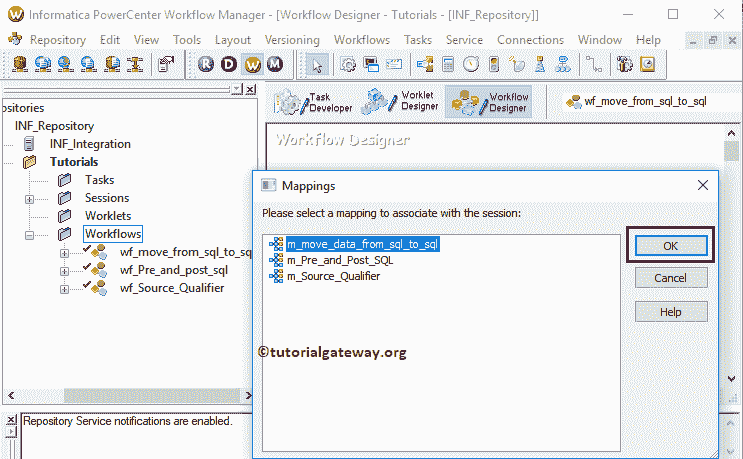 Informatica PowerCenter Workflow Manager - [Workflow Designer - Tutorials - [INF_Repository]]
Repository Edit View Tools Layout Versioning Workflows Tasks Service Connections Window Help
R D W M
ositories
INF_Repository
INF_Integration
Tutorials
Tasks
Sessions
Worklets
Workflows
wf_move_from_sql_to_sq
wf_Pre_and_post_sql
wf_Source_Qualifier
Task Developer
Worklet Designer
Workflow Designer
wf_move_from_sql_to_sql
Workflow Designer
Mappings
Please select a mapping to associate with the session:
m_move_data_from_sql_to_sql
m_Pre_and_Post_SQL
m_Source_Qualifier
OK
Cancel
Help
©tutorialgateway.org
Repository Service notifications are enabled.